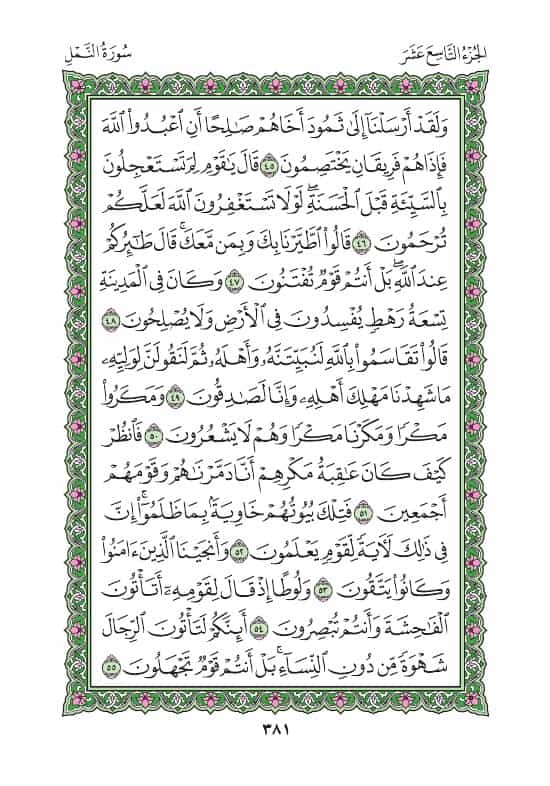 الجُزْءُ التَّاسِعَ عَشَرَ
سُورَةُ النَّمْلِ
وَلَقَدْ أَرْسَلْنَآ إِلَىٰ ثَمُودَ أَخَاهُمْ صَٰلِحًا أَنِ ٱعْبُدُوا۟ ٱللَّهَ
فَإِذَا هُمْ فَرِيقَانِ يَخْتَصِمُونَ ٤٥ قَالَ يَٰقَوْمِ لِمَ تَسْتَعْجِلُونَ
بِٱلسَّيِّئَةِ قَبْلَ ٱلْحَسَنَةِۖ لَوْلَا تَسْتَغْفِرُونَ ٱللَّهَ لَعَلَّكُمْ
تُرْحَمُونَ ٤٦ قَالُوا۟ ٱطَّيَّرْنَا بِكَ وَبِمَن مَّعَكَۚ قَالَ طَٰٓئِرُكُمْ
عِندَ ٱللَّهِۖ بَلْ أَنتُمْ قَوْمٌ تُفْتَنُونَ ٤٧ وَكَانَ فِى ٱلْمَدِينَةِ
تِسْعَةُ رَهْطٍ يُفْسِدُونَ فِى ٱلْأَرْضِ وَلَا يُصْلِحُونَ ٤٨
قَالُوا۟ تَقَاسَمُوا۟ بِٱللَّهِ لَنُبَيِّتَنَّهُۥ وَأَهْلَهُۥ ثُمَّ لَنَقُولَنَّ لِوَلِيِّهِۦ
مَا شَهِدْنَا مَهْلِكَ أَهْلِهِۦ وَإِنَّا لَصَٰدِقُونَ ٤٩ وَمَكَرُوا۟
مَكْرًا وَمَكَرْنَا مَكْرًا وَهُمْ لَا يَشْعُرُونَ ٥٠ فَٱنظُرْ
كَيْفَ كَانَ عَٰقِبَةُ مَكْرِهِمْ أَنَّا دَمَّرْنَٰهُمْ وَقَوْمَهُمْ
أَجْمَعِينَ ٥١ فَتِلْكَ بُيُوتُهُمْ خَاوِيَةًۢ بِمَا ظَلَمُوٓا۟ۗ إِنَّ
فِى ذَٰلِكَ لَءَايَةً لِّقَوْمٍ يَعْلَمُونَ ٥٢ وَأَنجَيْنَا ٱلَّذِينَ ءَامَنُوا۟
وَكَانُوا۟ يَتَّقُونَ ٥٣ وَلُوطًا إِذْ قَالَ لِقَوْمِهِۦٓ أَتَأْتُونَ
ٱلْفَٰحِشَةَ وَأَنتُمْ تُبْصِرُونَ ٥٤ أَئِنَّكُمْ لَتَأْتُونَ ٱلرِّجَالَ
شَهْوَةً مِّن دُونِ ٱلنِّسَآءِۚ بَلْ أَنتُمْ قَوْمٌ تَجْهَلُونَ ٥٥
٣٨١